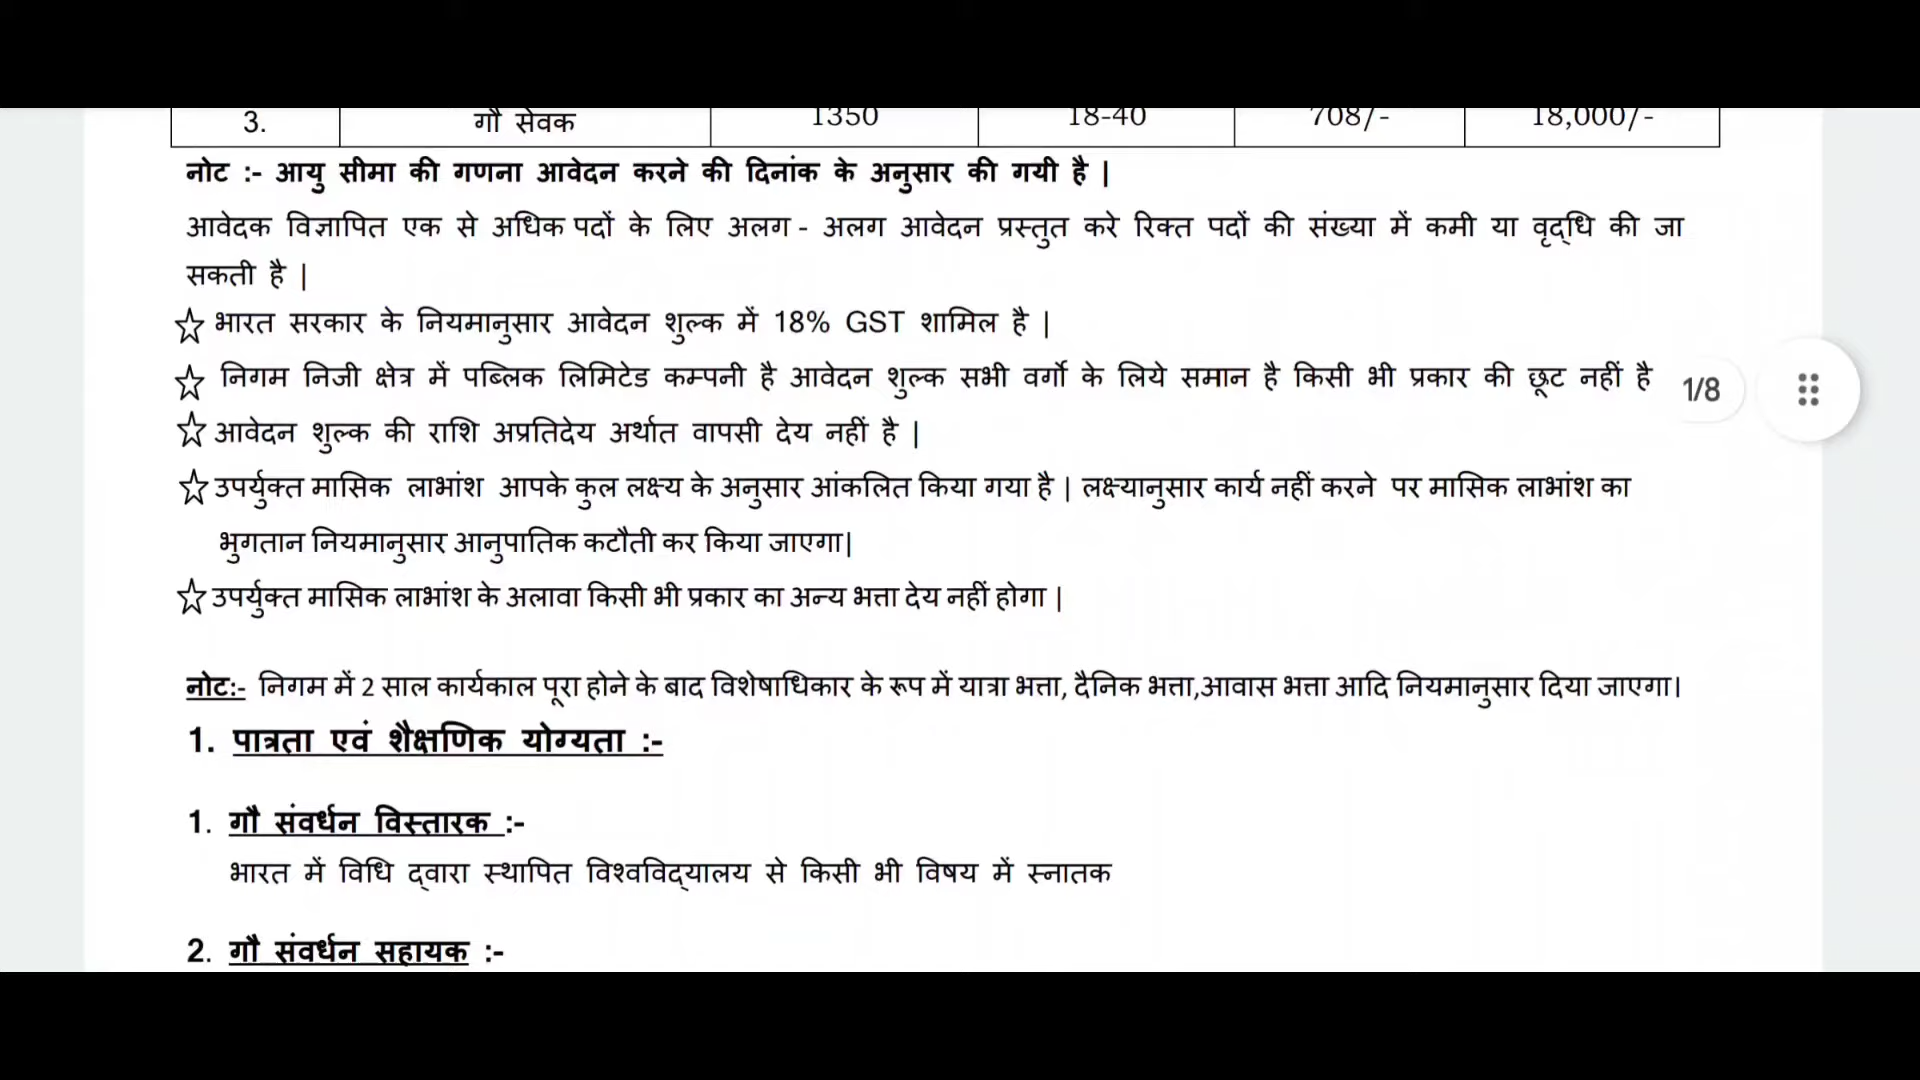 3. गौ सेवक 1350 18-40 708/- 18,000/-
नोट :- आयु सीमा की गणना आवेदन करने की दिनांक के अनुसार की गयी है |
आवेदक विज्ञापित एक से अधिक पदों के लिए अलग - अलग आवेदन प्रस्तुत करे रिक्त पदों की संख्या में कमी या वृद्धि की जा
सकती है |
☆ भारत सरकार के नियमानुसार आवेदन शुल्क में 18% GST शामिल है |
☆ निगम निजी क्षेत्र में पब्लिक लिमिटेड कम्पनी है आवेदन शुल्क सभी वर्गो के लिये समान है किसी भी प्रकार की छूट नहीं है
1/8
☆ आवेदन शुल्क की राशि अप्रतिदेय अर्थात वापसी देय नहीं है |
☆ उपर्युक्त मासिक लाभांश आपके कुल लक्ष्य के अनुसार आंकलित किया गया है | लक्ष्यानुसार कार्य नहीं करने पर मासिक लाभांश का
भुगतान नियमानुसार आनुपातिक कटौती कर किया जाएगा|
☆ उपर्युक्त मासिक लाभांश के अलावा किसी भी प्रकार का अन्य भत्ता देय नहीं होगा |
नोट:- निगम में 2 साल कार्यकाल पूरा होने के बाद विशेषाधिकार के रूप में यात्रा भत्ता, दैनिक भत्ता,आवास भत्ता आदि नियमानुसार दिया जाएगा।
1. पात्रता एवं शैक्षणिक योग्यता :-
1. गौ संवर्धन विस्तारक :-
भारत में विधि द्वारा स्थापित विश्वविद्यालय से किसी भी विषय में स्नातक
2. गौ संवर्धन सहायक :-